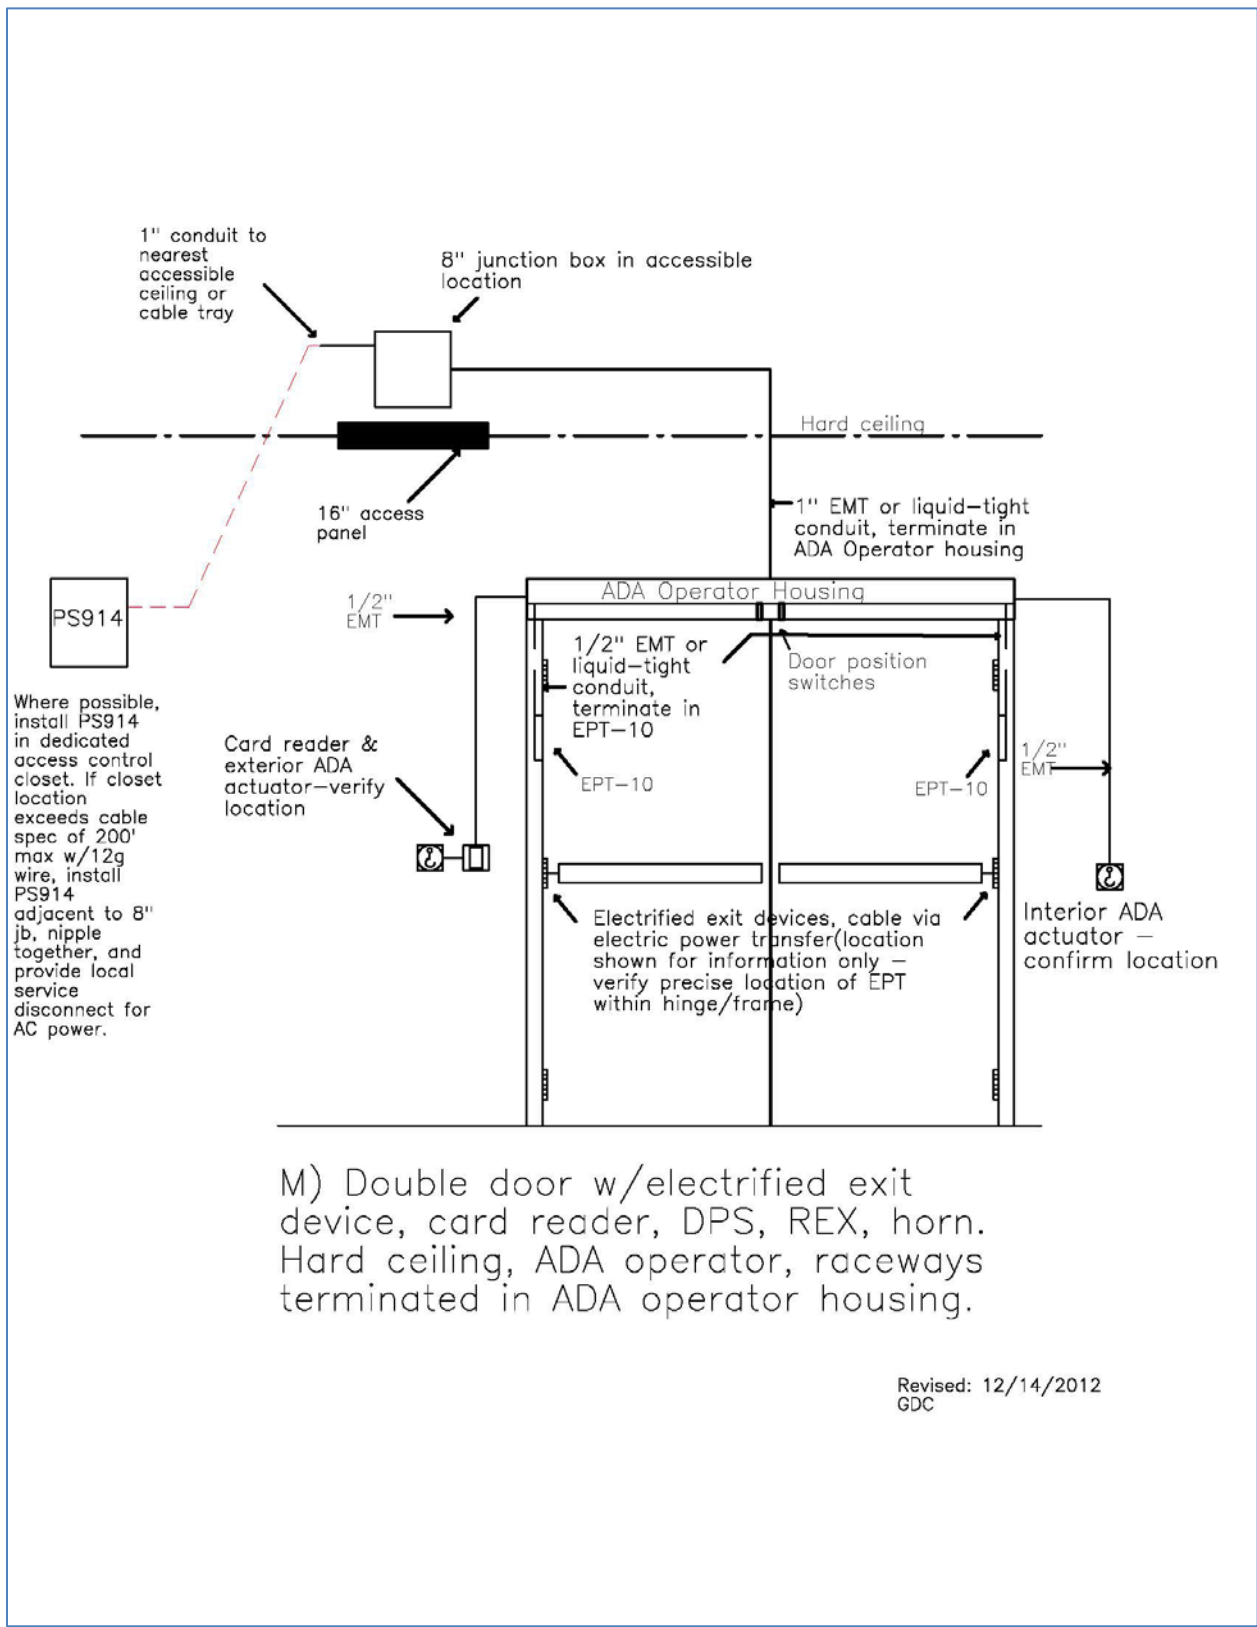 1" conduit to
nearest
accessible
ceiling or
cable tray
8" junction box in accessible
location
Hard ceiling
16" access
panel
1" EMT or liquid-tight
conduit, terminate in
ADA Operator housing
PS914
ADA Operator Housing
1/2"
EMT
1/2" EMT or
liquid-tight
conduit,
terminate in
EPT-10
Door position
switches
Where possible,
install PS914
in dedicated
access control
closet. If closet
location
exceeds cable
spec of 200'
max w/12g
wire, install
PS914
adjacent to 8"
jb, nipple
together, and
provide local
service
disconnect for
AC power.
Card reader &
exterior ADA
actuator-verify
location
EPT-10
EPT-10
1/2"
EMT
Electrified exit devices, cable via
electric power transfer(location
shown for information only -
verify precise location of EPT
within hinge/frame)
Interior ADA
actuator -
confirm location
M) Double door w/electrified exit
device, card reader, DPS, REX, horn.
Hard ceiling, ADA operator, raceways
terminated in ADA operator housing.
Revised: 12/14/2012
GDC